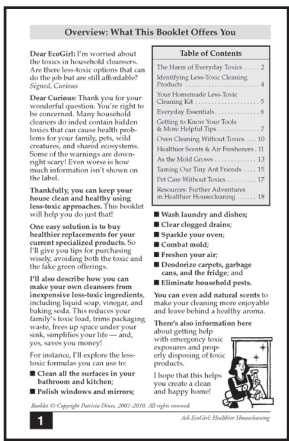 Overview: What This Booklet Offers You
Dear EcoGirl: I'm worried about
the toxics in household cleansers.
Are there less-toxic options that can
do the job but are still affordable?
Signed, Curious
Dear Curious: Thank you for your
wonderful question. You're right to
be concerned. Many household
cleaners do indeed contain hidden
toxics that can cause health prob-
lems for your family, pets, wild
creatures, and shared ecosystems.
Some of the warnings are down-
right scary! Even worse is how
much information isn't shown on
the label.
Thankfully, you can keep your
house clean and healthy using
less-toxic approaches. This booklet
will help you do just that!
One easy solution is to buy
healthier replacements for your
current specialized products. So
I'll give you tips for purchasing
wisely, avoiding both the toxic and
the fake green offerings.
I'll also describe how you can
make your own cleansers from
inexpensive less-toxic ingredients,
including liquid soap, vinegar, and
baking soda. This reduces your
family's toxic load, trims packaging
waste, frees up space under your
sink, simplifies your life — and,
yes, saves you money!
For instance, I'll explore the less-
toxic formulas you can use to:
■ Clean all the surfaces in your
bathroom and kitchen;
■ Polish windows and mirrors;
Table of Contents
The Harm of Everyday Toxics . . . . . 2
Identifying Less-Toxic Cleaning
Products . . . . . 4
Your Homemade Less-Toxic
Cleaning Kit . . . . . 5
Everyday Essentials . . . . . 6
Getting to Know Your Tools
& More Helpful Tips . . . . . 7
Oven Cleaning Without Toxics . . . 10
Healthier Scents & Air Fresheners . 11
As the Mold Grows . . . . . 13
Taming Our Tiny Ant Friends . . . . 15
Pet Care Without Toxics . . . . . 17
Resources: Further Adventures
in Healthier Housecleaning . . . . . 18
■ Wash laundry and dishes;
■ Clear clogged drains;
■ Sparkle your oven;
■ Combat mold;
■ Freshen your air;
■ Deodorize carpets, garbage
cans, and the fridge; and
■ Eliminate household pests.
You can even add natural scents to
make your cleaning more enjoyable
and leave behind a healthy aroma.
There's also information here
about getting help
with emergency toxic
exposures and prop-
erly disposing of toxic
products.
I hope that this helps
you create a clean
and happy home!
Booklet © Copyright Patricia Dines, 2001-2010. All rights reserved.
1
Ask EcoGirl: Healthier Housecleaning